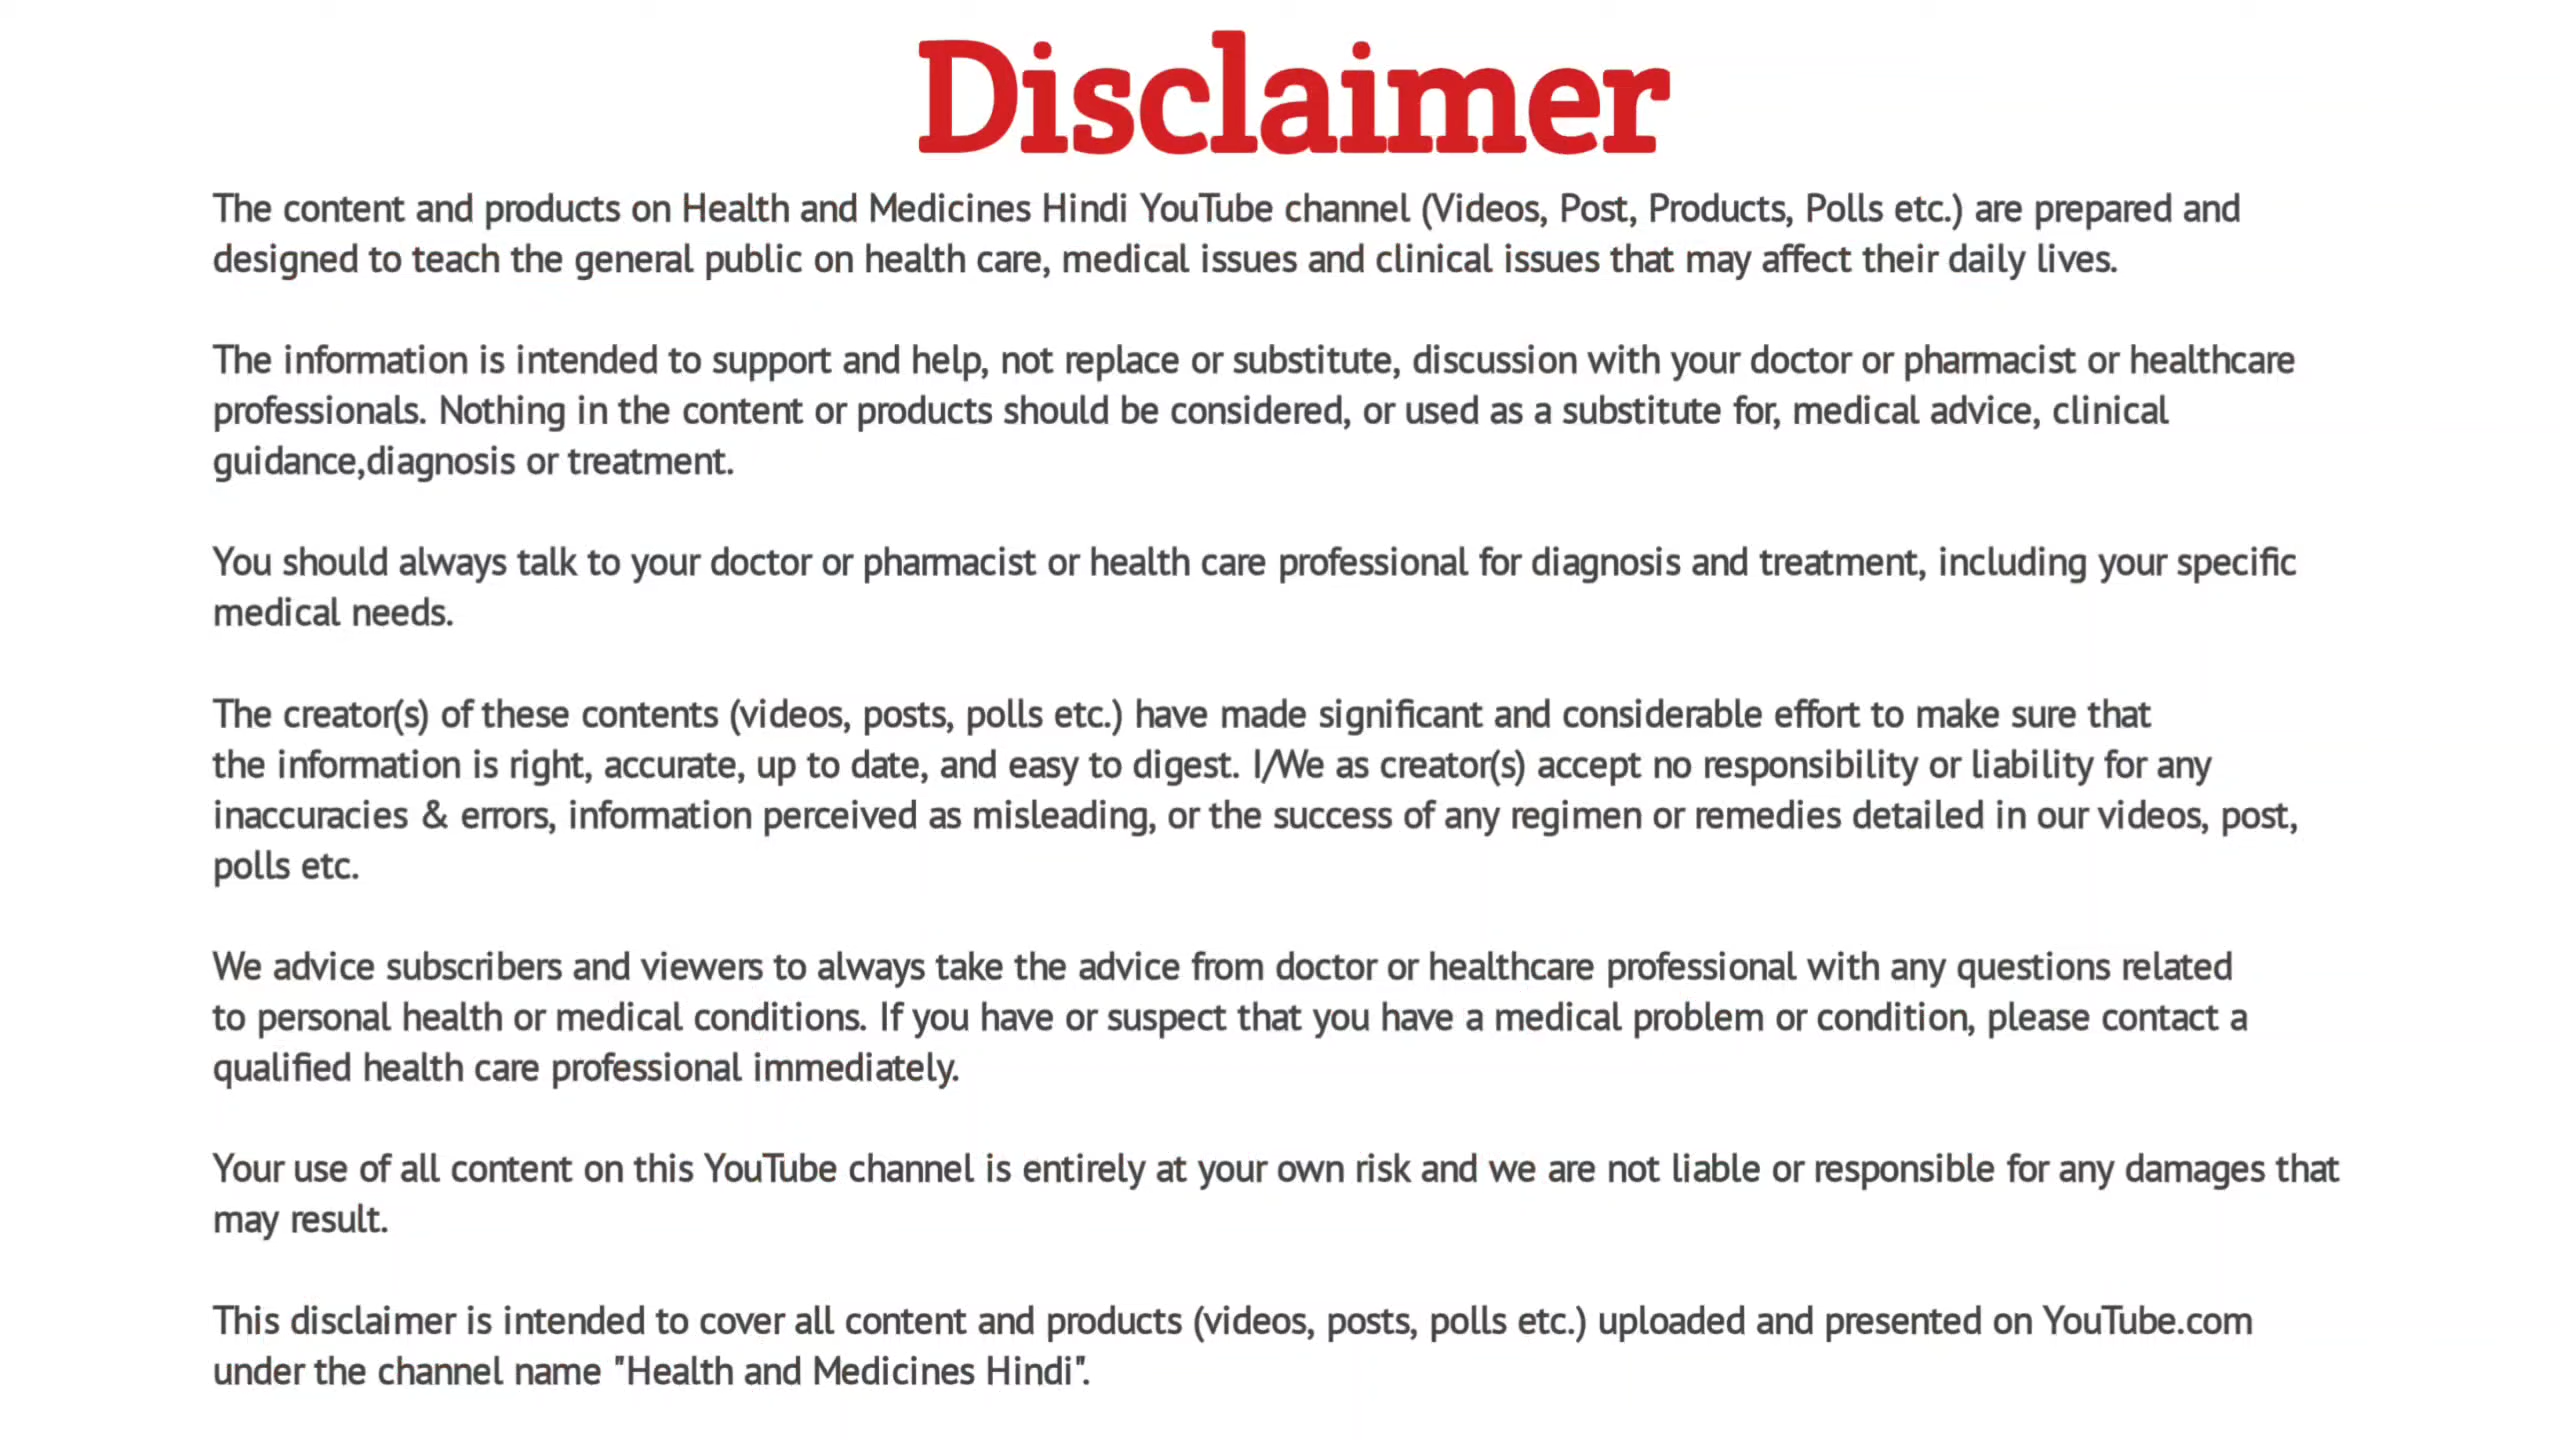 Disclaimer
The content and products on Health and Medicines Hindi YouTube channel (Videos, Post, Products, Polls etc.) are prepared and
designed to teach the general public on health care, medical issues and clinical issues that may affect their daily lives.
The information is intended to support and help, not replace or substitute, discussion with your doctor or pharmacist or healthcare
professionals. Nothing in the content or products should be considered, or used as a substitute for, medical advice, clinical
guidance,diagnosis or treatment.
You should always talk to your doctor or pharmacist or health care professional for diagnosis and treatment, including your specific
medical needs.
The creator(s) of these contents (videos, posts, polls etc.) have made significant and considerable effort to make sure that
the information is right, accurate, up to date, and easy to digest. I/We as creator(s) accept no responsibility or liability for any
inaccuracies & errors, information perceived as misleading, or the success of any regimen or remedies detailed in our videos, post,
polls etc.
We advice subscribers and viewers to always take the advice from doctor or healthcare professional with any questions related
to personal health or medical conditions. If you have or suspect that you have a medical problem or condition, please contact a
qualified health care professional immediately.
Your use of all content on this YouTube channel is entirely at your own risk and we are not liable or responsible for any damages that
may result.
This disclaimer is intended to cover all content and products (videos, posts, polls etc.) uploaded and presented on YouTube.com
under the channel name "Health and Medicines Hindi".